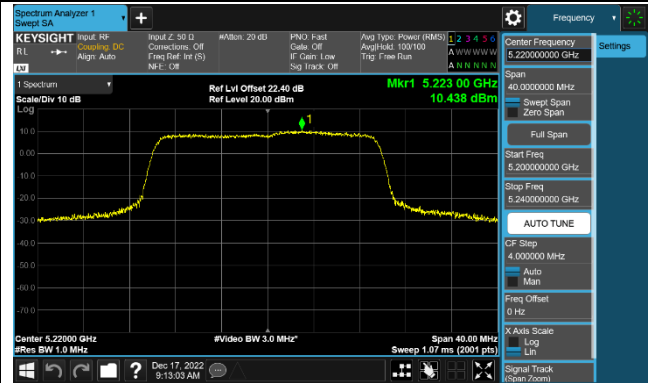 Spectrum Analyzer 1
Swept SA
Frequency
KEYSIGHT
RL
LXI
Input: RF
Coupling: DC
Align: Auto
Input Z: 50 Ω
Corrections: Off
Freq Ref: Int (S)
NFE: Off
#Atten: 20 dB
PNO: Fast
Gate: Off
IF Gain: Low
Sig Track: Off
Avg Type: Power (RMS)
Avg|Hold: 100/100
Trig: Free Run
1 2 3 4 5 6
A W W W W W
A N N N N N
Center Frequency
5.220000000 GHz
Settings
Span
40.0000000 MHz
Swept Span
Zero Span
Full Span
Start Freq
5.200000000 GHz
Stop Freq
5.240000000 GHz
AUTO TUNE
CF Step
4.000000 MHz
Auto
Man
Freq Offset
0 Hz
X Axis Scale
Log
Lin
Signal Track
(Span Zoom)
1 Spectrum
Scale/Div 10 dB
Log
Ref Lvl Offset 22.40 dB
Ref Level 20.00 dBm
Mkr1 5.223 00 GHz
10.438 dBm
1
10.0
0.00
-10.0
-20.0
-30.0
-40.0
-50.0
-60.0
-70.0
Center 5.22000 GHz
#Res BW 1.0 MHz
#Video BW 3.0 MHz*
Span 40.00 MHz
Sweep 1.07 ms (2001 pts)
?
Dec 17, 2022
9:13:03 AM